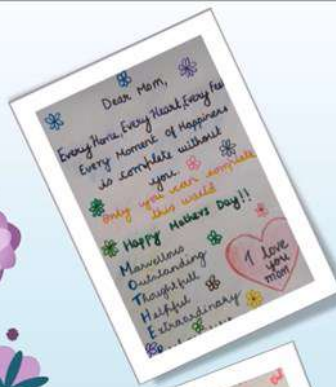 Dear Mom,
Every Home, Every Heart, Every Feel
Every Moment of Happiness
is complete without
you.
Only you can complete
this world
Happy Mothers Day!!
Marvellous
Outstanding
Thoughtfull
Helpful
Extraordinary
I love
you
mom